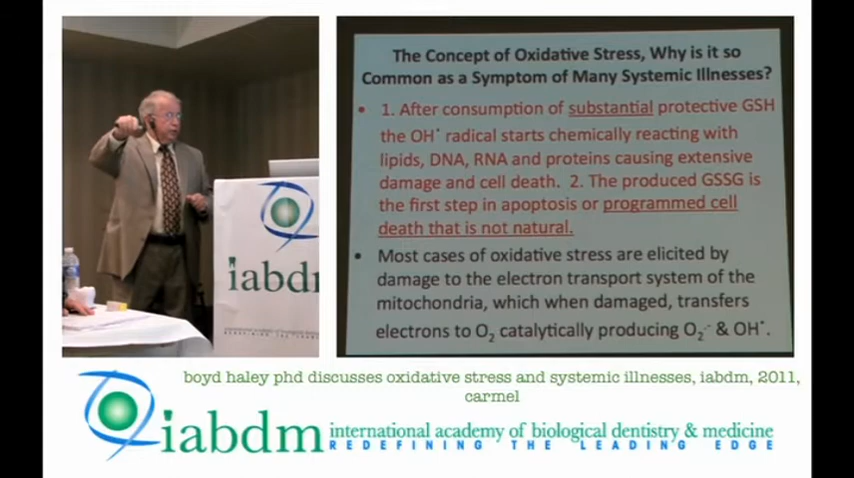 The Concept of Oxidative Stress, Why is it so
Common as a Symptom of Many Systemic Illnesses?
• 1. After consumption of substantial protective GSH
the OH˙ radical starts chemically reacting with
lipids, DNA, RNA and proteins causing extensive
damage and cell death. 2. The produced GSSG is
the first step in apoptosis or programmed cell
death that is not natural.
• Most cases of oxidative stress are elicited by
damage to the electron transport system of the
mitochondria, which when damaged, transfers
electrons to O₂ catalytically producing O₂˙⁻ & OH˙.
iabdm
boyd haley phd discusses oxidative stress and systemic illnesses, iabdm, 2011,
carmel
iabdm international academy of biological dentistry & medicine
REDEFINING THE LEADING EDGE